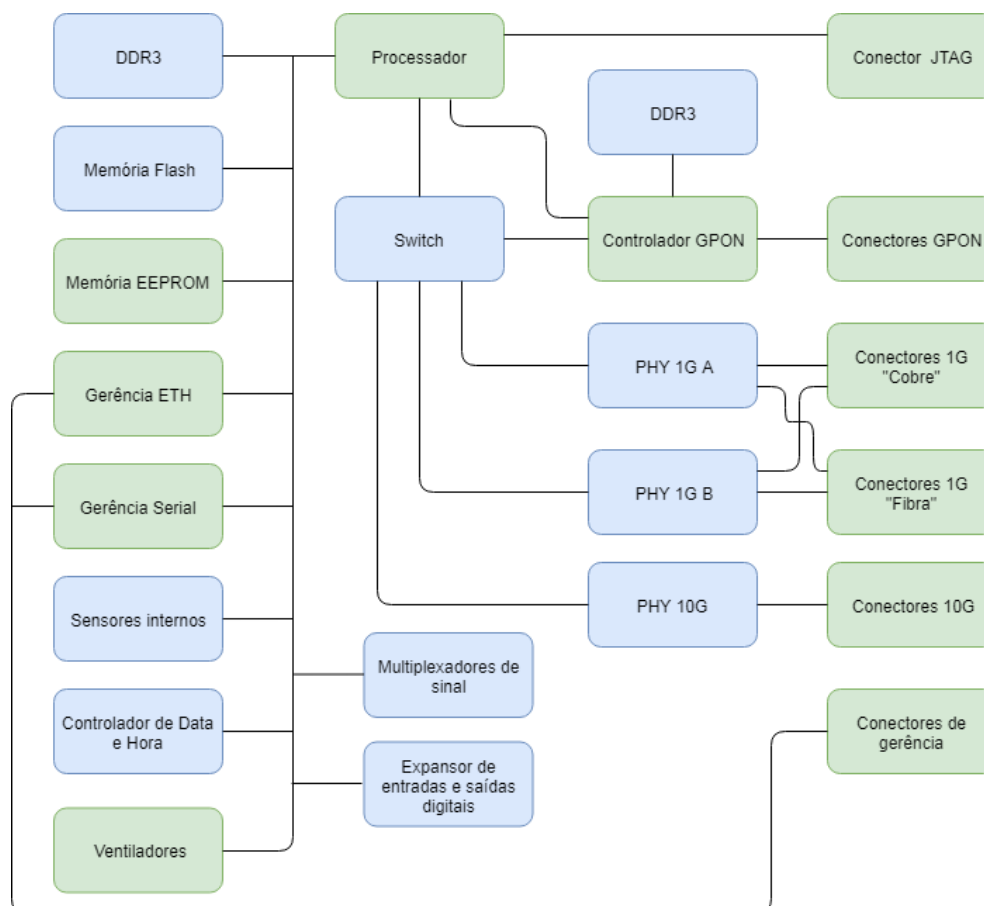 DDR3
Processador
Conector JTAG
DDR3
Memória Flash
Switch
Controlador GPON
Conectores GPON
Memória EEPROM
PHY 1G A
Conectores 1G
"Cobre"
Gerência ETH
PHY 1G B
Conectores 1G
"Fibra"
Gerência Serial
Sensores internos
PHY 10G
Conectores 10G
Multiplexadores de
sinal
Controlador de Data
e Hora
Conectores de
gerência
Expansor de
entradas e saídas
digitais
Ventiladores